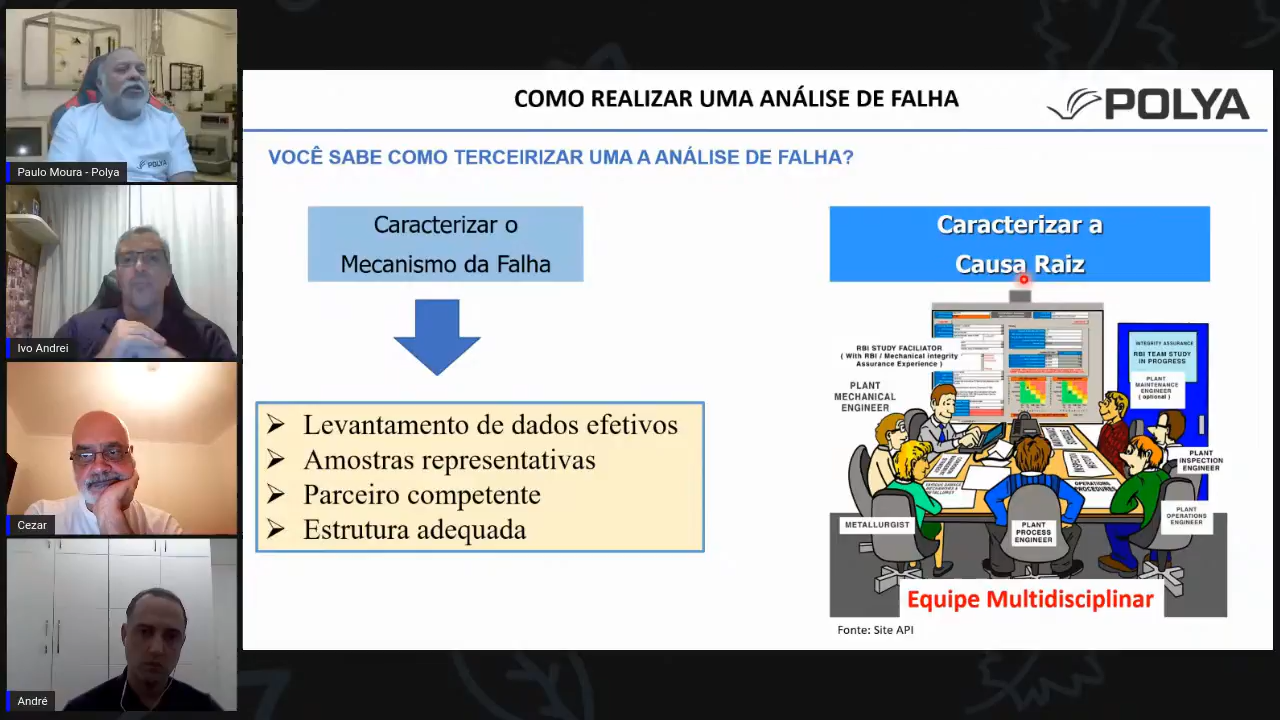 POLYA
Paulo Moura - Polya
Ivo Andrei
Cezar
André
COMO REALIZAR UMA ANÁLISE DE FALHA
POLYA
VOCÊ SABE COMO TERCEIRIZAR UMA A ANÁLISE DE FALHA?
Caracterizar o
Mecanismo da Falha
➢ Levantamento de dados efetivos
➢ Amostras representativas
➢ Parceiro competente
➢ Estrutura adequada
Caracterizar a
Causa Raiz
RBI STUDY FACILITATOR
( With RBI / Mechanical integrity
Assurance Experience )
PLANT
MECHANICAL
ENGINEER
INTEGRITY ASSURANCE
RBI TEAM STUDY
IN PROGRESS
PLANT
MAINTENANCE
ENGINEER
( optional )
PLANT
INSPECTION
ENGINEER
OPERATIONS
PROCEDURES
METALLURGIST
PLANT
PROCESS
ENGINEER
PLANT
OPERATIONS
ENGINEER
Equipe Multidisciplinar
Fonte: Site API